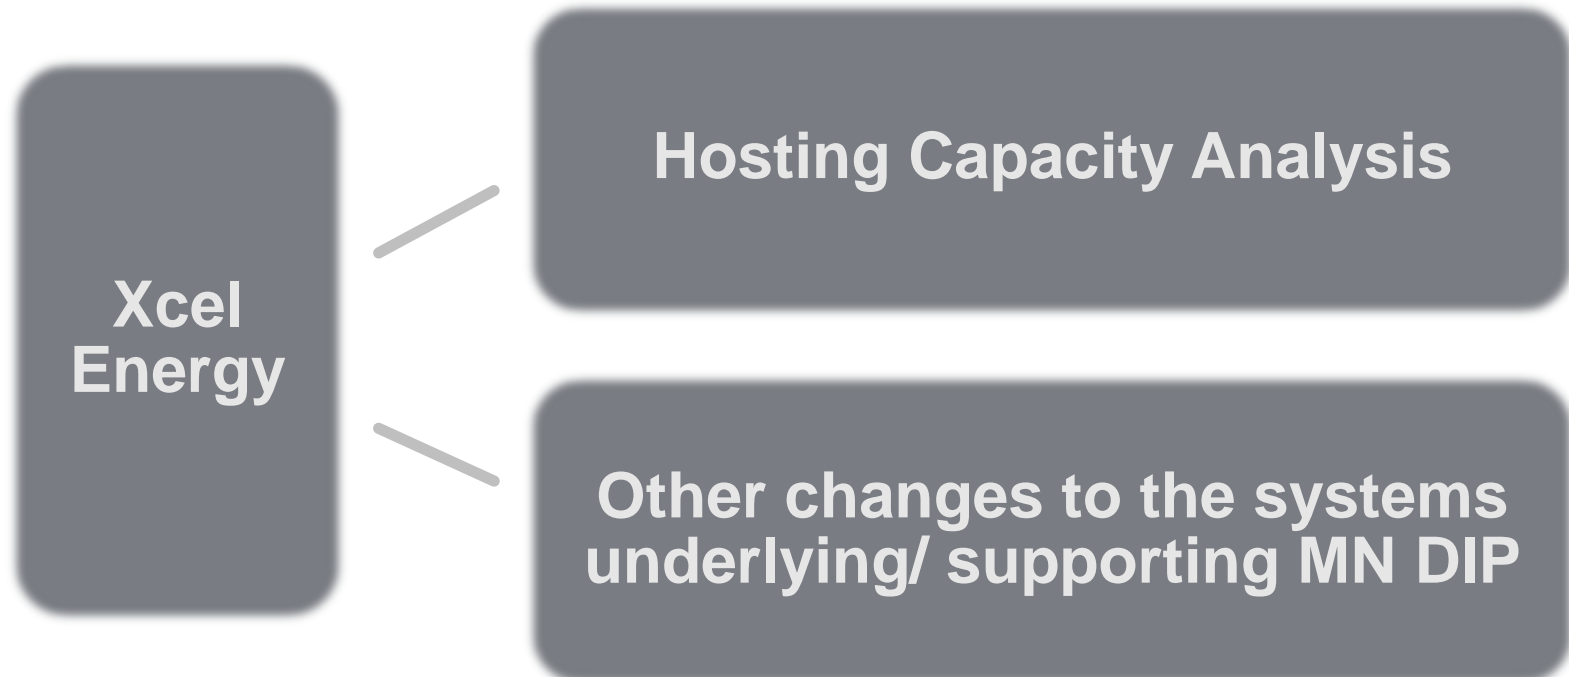 Xcel
Energy
Hosting Capacity Analysis
Other changes to the systems
underlying/ supporting MN DIP